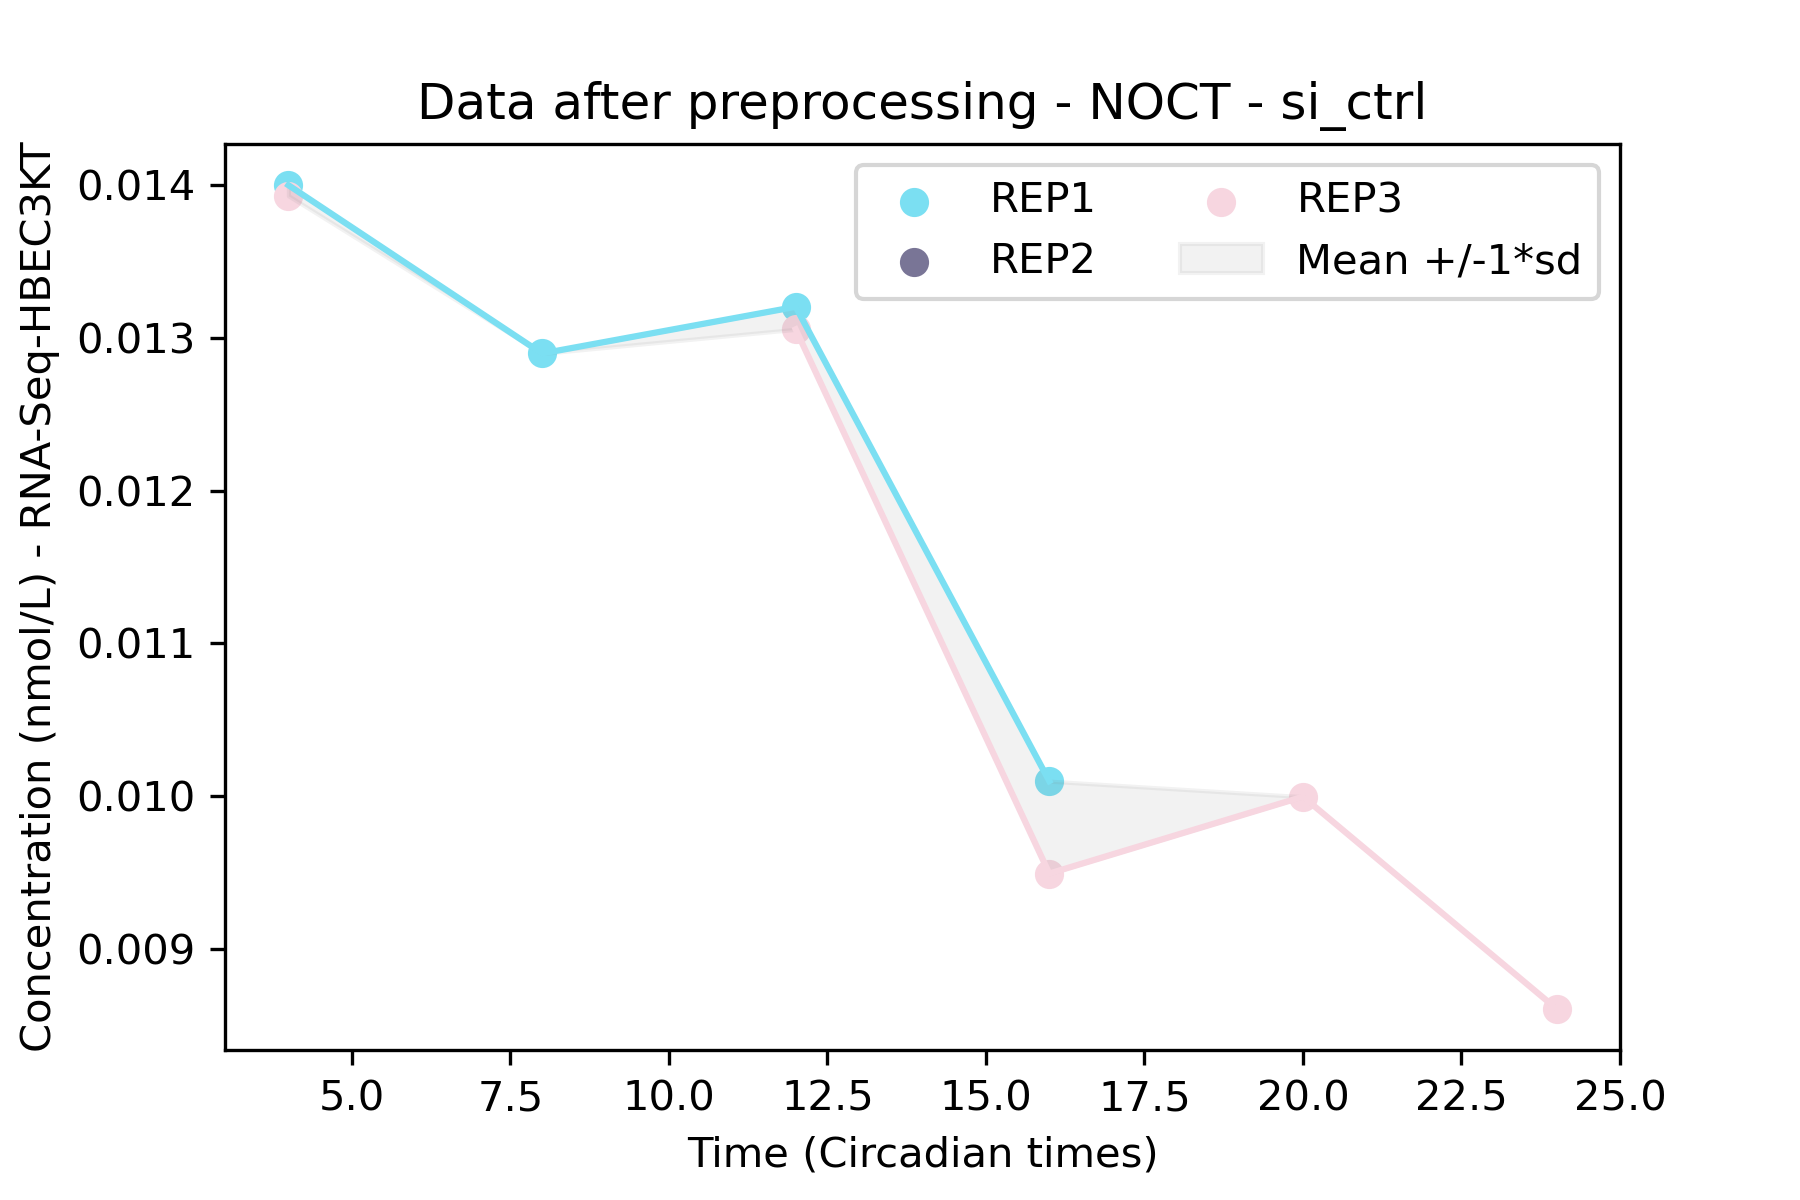 Data after preprocessing - NOCT - si_ctrl
Concentration (nmol/L) - RNA-Seq-HBEC3KT
0.014
0.013
0.012
0.011
0.010
0.009
REP1
REP2
REP3
Mean +/-1*sd
5.0
7.5
10.0
12.5
15.0
17.5
20.0
22.5
25.0
Time (Circadian times)